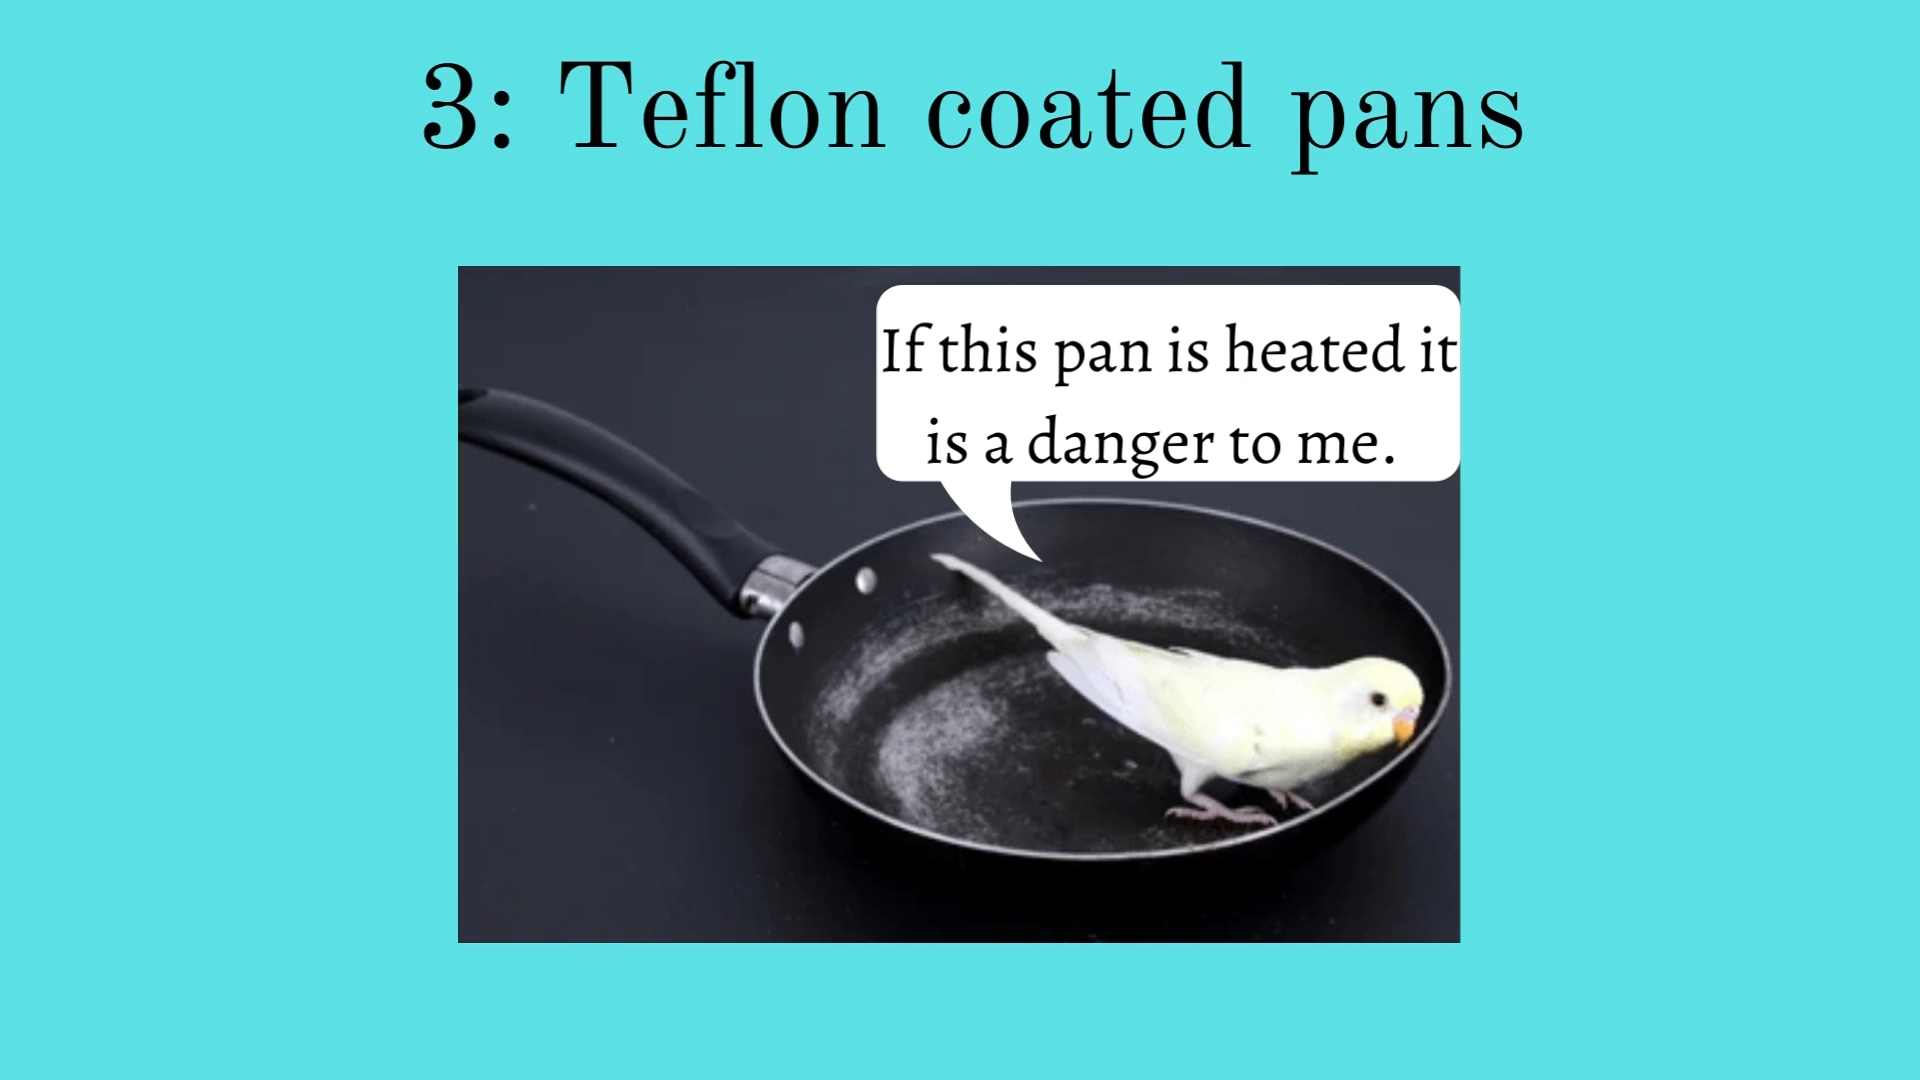 3: Teflon coated pans
If this pan is heated it
is a danger to me.